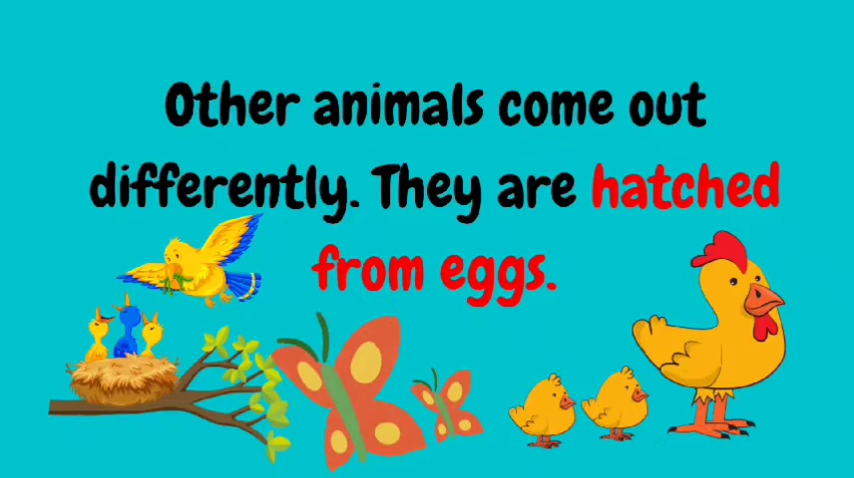 Other animals come out
differently. They are hatched
from eggs.